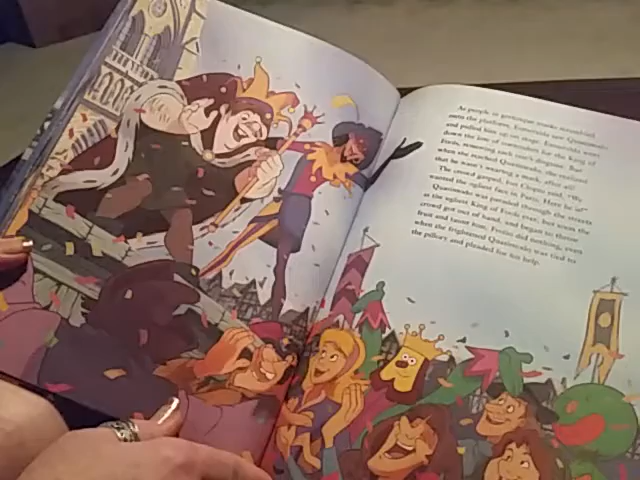 As people in grotesque masks scrambled
onto the platform, Esmeralda saw Quasimodo
and pulled him on stage. Esmeralda went
down the line of contestants for the King of
Fools, removing each one's disguise. But
when she reached Quasimodo, she realized
that he wasn't wearing a mask, after all!
The crowd gasped, but Clopin said, "We
wanted the ugliest face in Paris. Here he is!"
Quasimodo was paraded through the streets
as the ugliest King of Fools ever, but soon the
crowd got out of hand, and began to throw
fruit and taunt him. Frollo did nothing, even
when the frightened Quasimodo was tied to
the pillory and pleaded for his help.